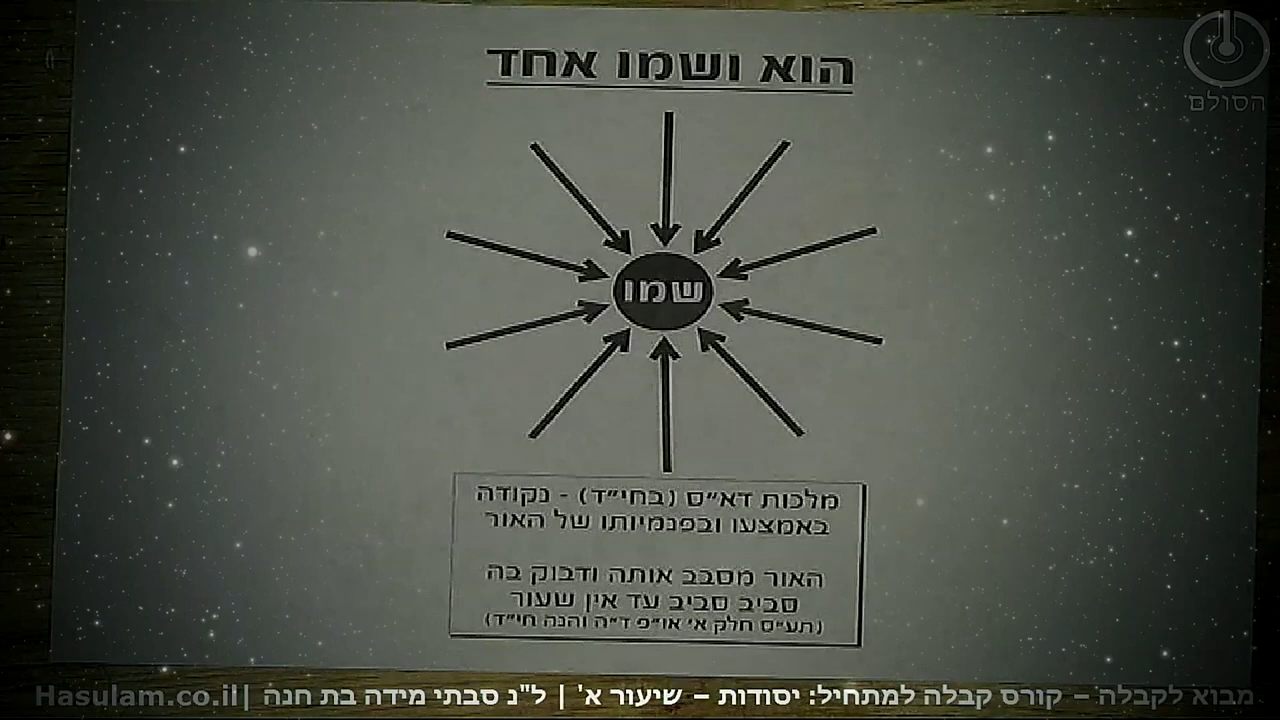 הוא ושמו אחד
הסולם
שמו
מלכות דא״ס (בחי״ד) - נקודה
באמצעו ובפנמיותו של האור
האור מסבב אותה ודבוק בה
סביב סביב עד אין שעור
(תע״ס חלק א׳ או״פ ד״ה והנה חי״ד)
מבוא לקבלה – קורס קבלה למתחיל: יסודות – שיעור א' | ל"נ סבתי מידה בת חנה | Hasulam.co.il